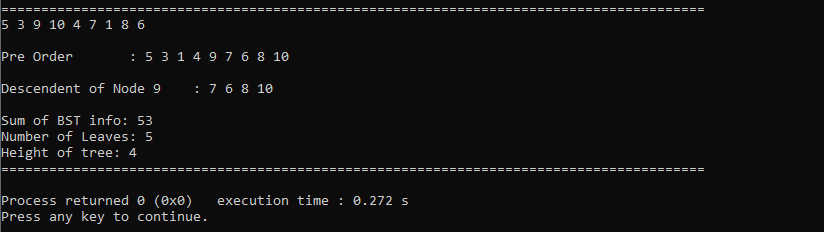 ========================================================================================
5 3 9 10 4 7 1 8 6
Pre Order       : 5 3 1 4 9 7 6 8 10
Descendent of Node 9    : 7 6 8 10
Sum of BST info: 53
Number of Leaves: 5
Height of tree: 4
========================================================================================
Process returned 0 (0x0)   execution time : 0.272 s
Press any key to continue.